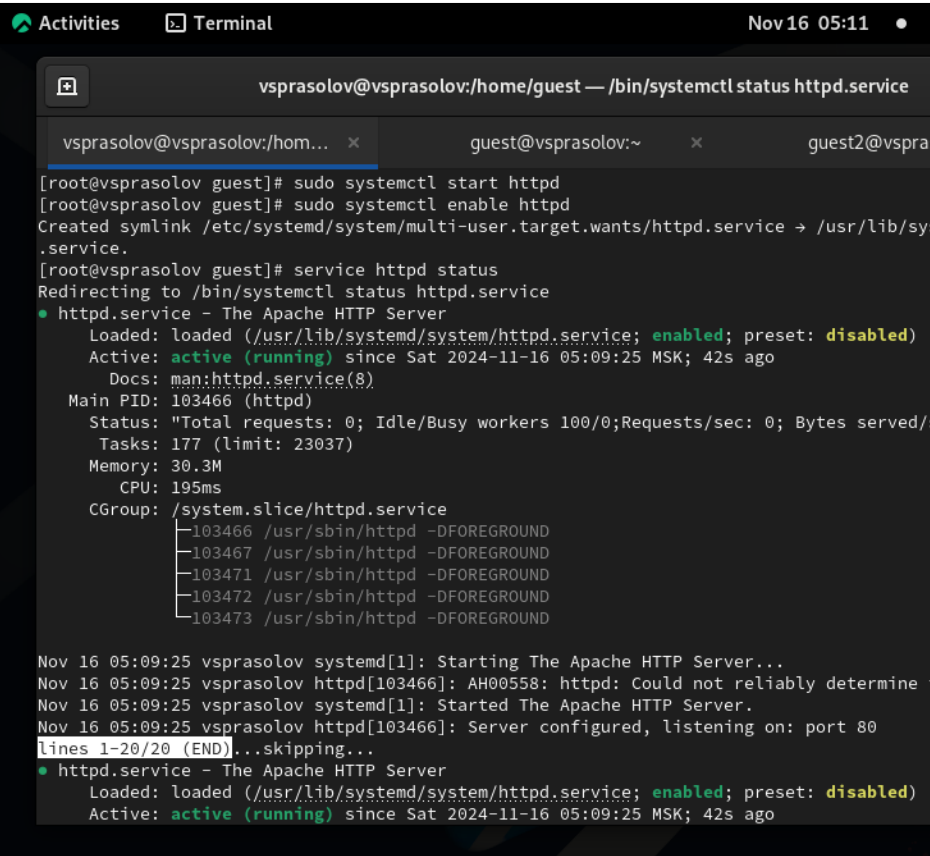 Activities Terminal Nov 16 05:11
vsprasolov@vsprasolov:/home/guest — /bin/systemctl status httpd.service
vsprasolov@vsprasolov:/hom... × guest@vsprasolov:~ × guest2@vspra
[root@vsprasolov guest]# sudo systemctl start httpd
[root@vsprasolov guest]# sudo systemctl enable httpd
Created symlink /etc/systemd/system/multi-user.target.wants/httpd.service → /usr/lib/sy
.service.
[root@vsprasolov guest]# service httpd status
Redirecting to /bin/systemctl status httpd.service
● httpd.service - The Apache HTTP Server
Loaded: loaded (/usr/lib/systemd/system/httpd.service; enabled; preset: disabled)
Active: active (running) since Sat 2024-11-16 05:09:25 MSK; 42s ago
Docs: man:httpd.service(8)
Main PID: 103466 (httpd)
Status: "Total requests: 0; Idle/Busy workers 100/0;Requests/sec: 0; Bytes served/
Tasks: 177 (limit: 23037)
Memory: 30.3M
CPU: 195ms
CGroup: /system.slice/httpd.service
├─103466 /usr/sbin/httpd -DFOREGROUND
├─103467 /usr/sbin/httpd -DFOREGROUND
├─103471 /usr/sbin/httpd -DFOREGROUND
├─103472 /usr/sbin/httpd -DFOREGROUND
└─103473 /usr/sbin/httpd -DFOREGROUND
Nov 16 05:09:25 vsprasolov systemd[1]: Starting The Apache HTTP Server...
Nov 16 05:09:25 vsprasolov httpd[103466]: AH00558: httpd: Could not reliably determine
Nov 16 05:09:25 vsprasolov systemd[1]: Started The Apache HTTP Server.
Nov 16 05:09:25 vsprasolov httpd[103466]: Server configured, listening on: port 80
lines 1-20/20 (END)...skipping...
● httpd.service - The Apache HTTP Server
Loaded: loaded (/usr/lib/systemd/system/httpd.service; enabled; preset: disabled)
Active: active (running) since Sat 2024-11-16 05:09:25 MSK; 42s ago